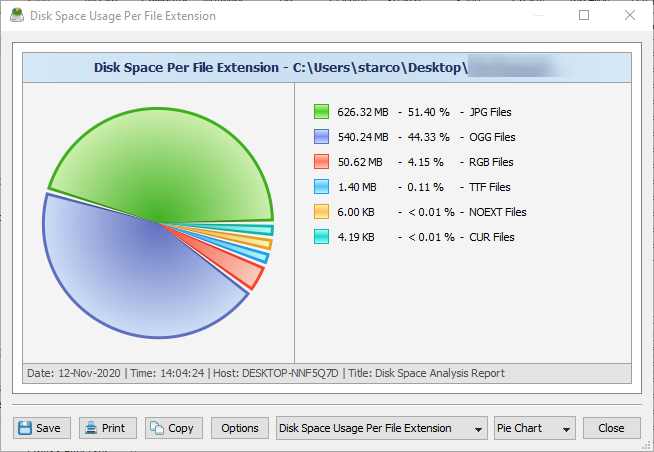 Disk Space Usage Per File Extension
Disk Space Per File Extension - C:\Users\starco\Desktop\
626.32 MB - 51.40 % - JPG Files
540.24 MB - 44.33 % - OGG Files
50.62 MB - 4.15 % - RGB Files
1.40 MB - 0.11 % - TTF Files
6.00 KB - < 0.01 % - NOEXT Files
4.19 KB - < 0.01 % - CUR Files
Date: 12-Nov-2020 | Time: 14:04:24 | Host: DESKTOP-NNF5Q7D | Title: Disk Space Analysis Report
Save Print Copy Options Disk Space Usage Per File Extension Pie Chart Close